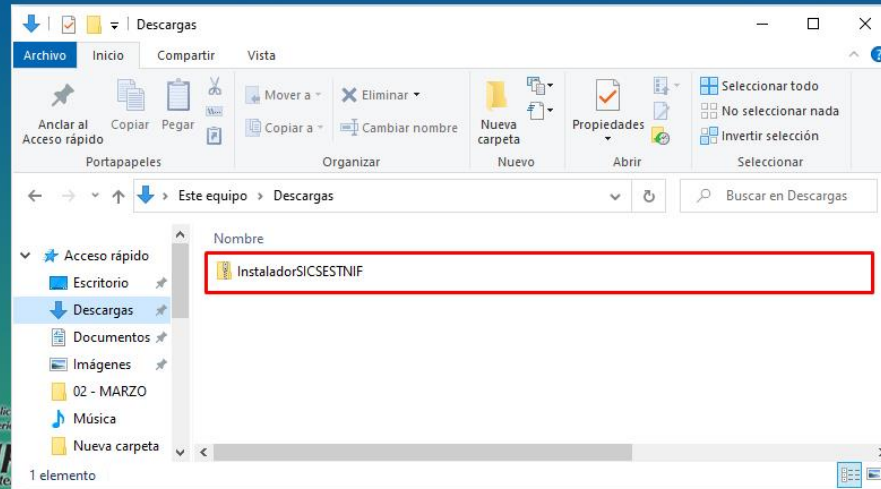 Descargas
Archivo Inicio Compartir Vista
Anclar al Acceso rápido
Copiar
Pegar
Portapapeles
Mover a
Copiar a
Eliminar
Cambiar nombre
Organizar
Nueva carpeta
Nuevo
Propiedades
Abrir
Seleccionar todo
No seleccionar nada
Invertir selección
Seleccionar
Este equipo > Descargas
Buscar en Descargas
Nombre
InstaladorSICSESTNIF
Acceso rápido
Escritorio
Descargas
Documentos
Imágenes
02 - MARZO
Música
Nueva carpeta
1 elemento